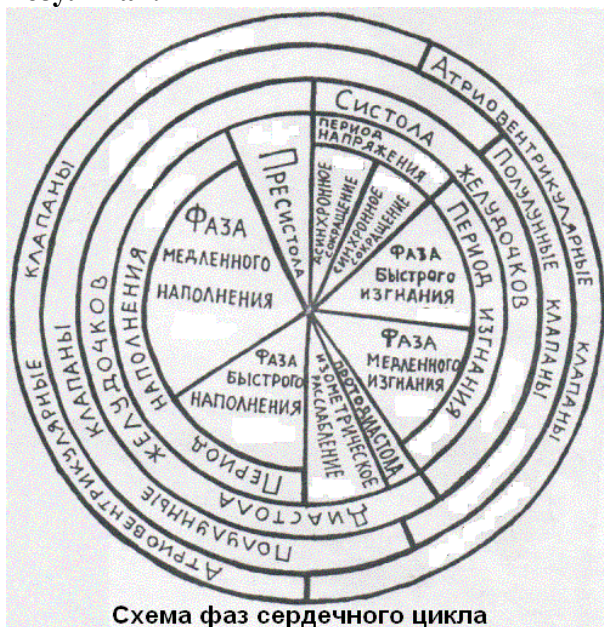 АТРИОВЕНТРИКУЛЯРНЫЕ КЛАПАНЫ
ПОЛУЛУННЫЕ КЛАПАНЫ
СИСТОЛА ЖЕЛУДОЧКОВ
ПЕРИОД
НАПРЯЖЕНИЯ
АСИНХРОННОЕ
СОКРАЩЕНИЕ
СИНХРОННОЕ
СОКРАЩЕНИЕ
ПЕРИОД ИЗГНАНИЯ
ФАЗА
БЫСТРОГО
ИЗГНАНИЯ
ФАЗА
МЕДЛЕННОГО
ИЗГНАНИЯ
ПРОТОДИАСТОЛА
ИЗОМЕТРИЧЕСКОЕ
РАССЛАБЛЕНИЕ
ДИАСТОЛА ЖЕЛУДОЧКОВ
ПЕРИОД НАПОЛНЕНИЯ
ФАЗА
БЫСТРОГО
НАПОЛНЕНИЯ
ФАЗА
МЕДЛЕННОГО
НАПОЛНЕНИЯ
ПРЕСИСТОЛА
ПОЛУЛУННЫЕ КЛАПАНЫ
АТРИОВЕНТРИКУЛЯРНЫЕ КЛАПАНЫ
Схема фаз сердечного цикла